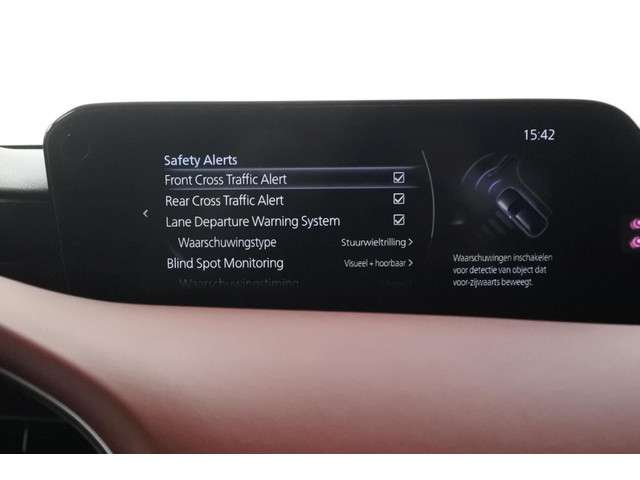 15:42
Safety Alerts
Front Cross Traffic Alert
Rear Cross Traffic Alert
Lane Departure Warning System
Waarschuwingstype Stuurwieltrilling >
Blind Spot Monitoring Visueel + hoorbaar >
Waarschuwingstiming
Waarschuwingen inschakelen
voor detectie van object dat
voor-zijwaarts beweegt.